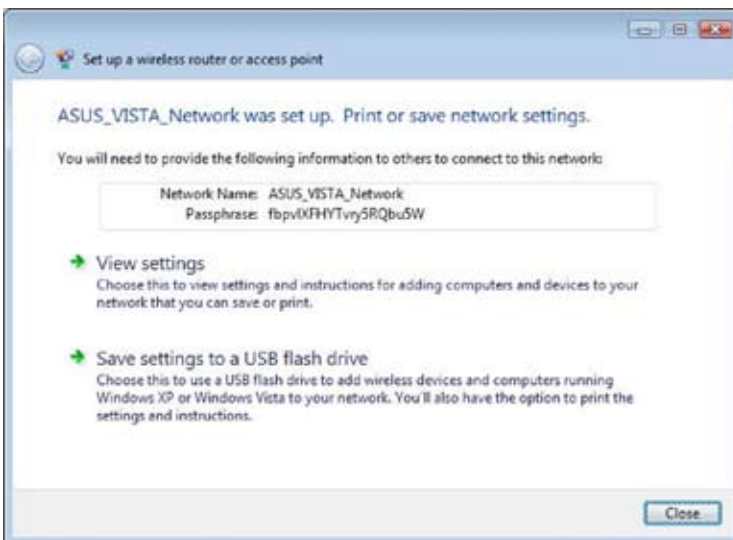 Set up a wireless router or access point
ASUS_VISTA_Network was set up. Print or save network settings.
You will need to provide the following information to others to connect to this network:
Network Name: ASUS_VISTA_Network
Passphrase:
View settings
Choose this to view settings and instructions for adding computers and devices to your
network that you can save or print.
Save settings to a USB flash drive
Choose this to use a USB flash drive to add wireless devices and computers running
Windows XP or Windows Vista to your network. You'll also have the option to print the
settings and instructions.
Close